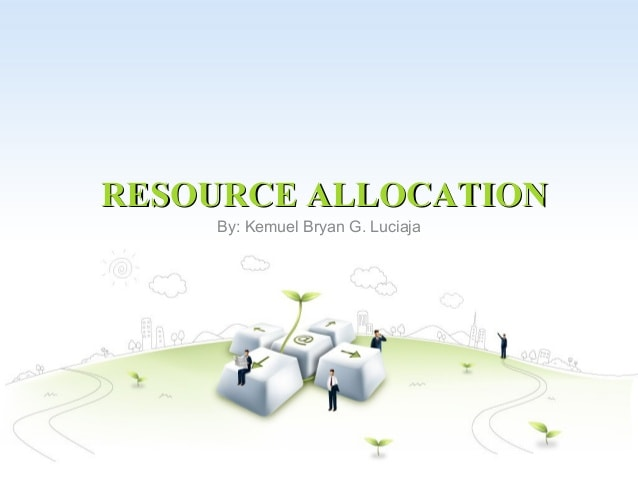 RESOURCE ALLOCATION
By: Kemuel Bryan G. Luciaja
@